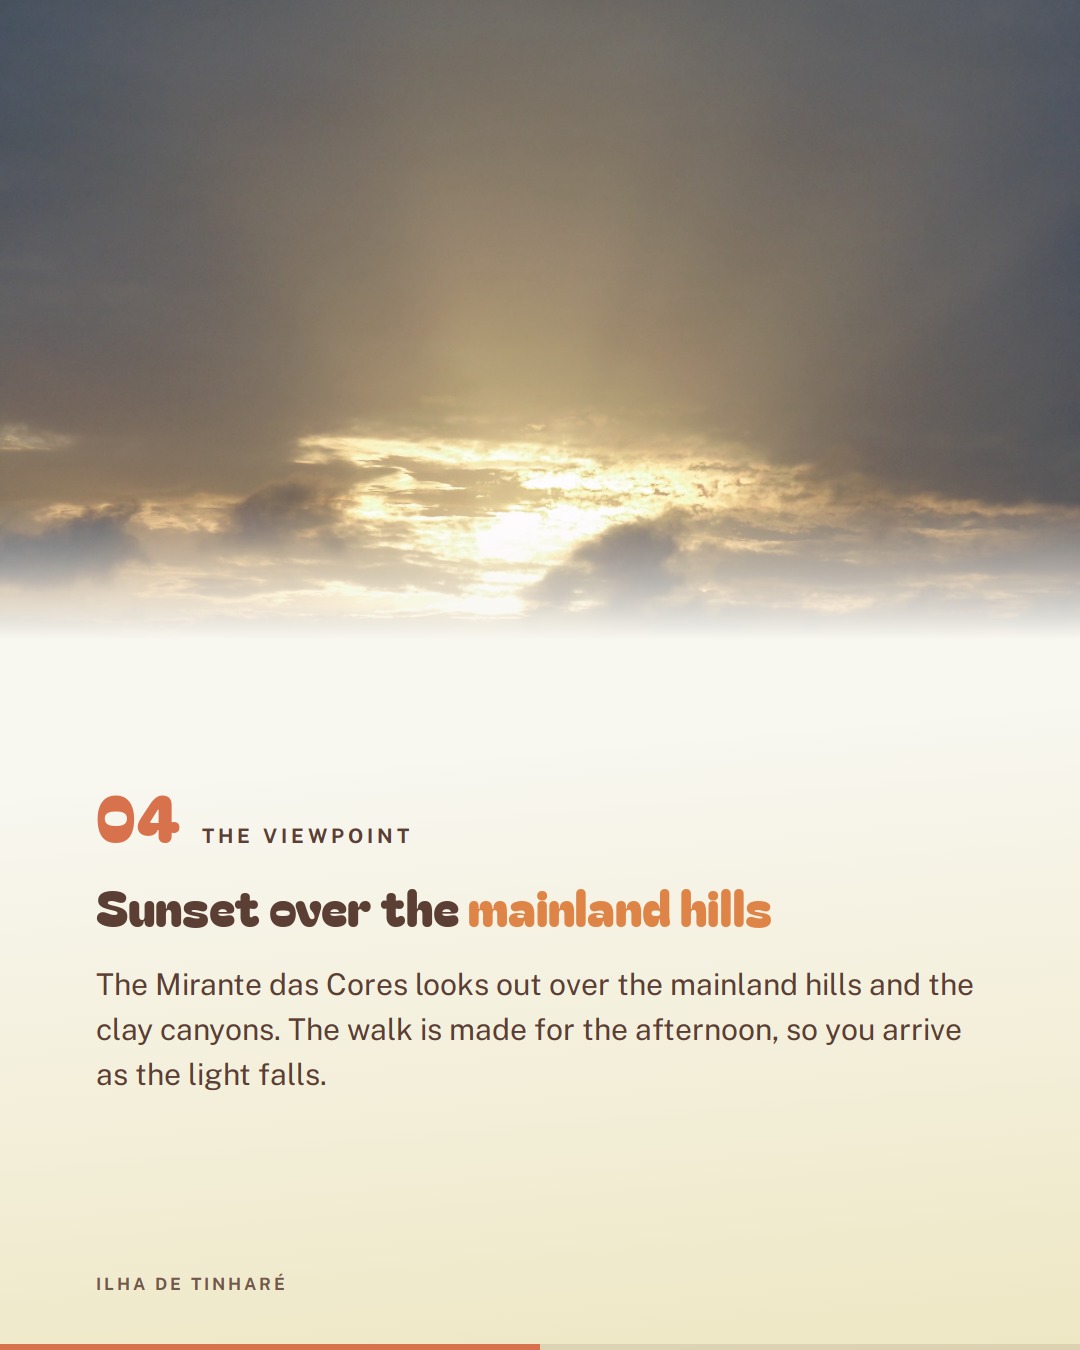 04 THE VIEWPOINT
Sunset over the mainland hills
The Mirante das Cores looks out over the mainland hills and the
clay canyons. The walk is made for the afternoon, so you arrive
as the light falls.
ILHA DE TINHARÉ